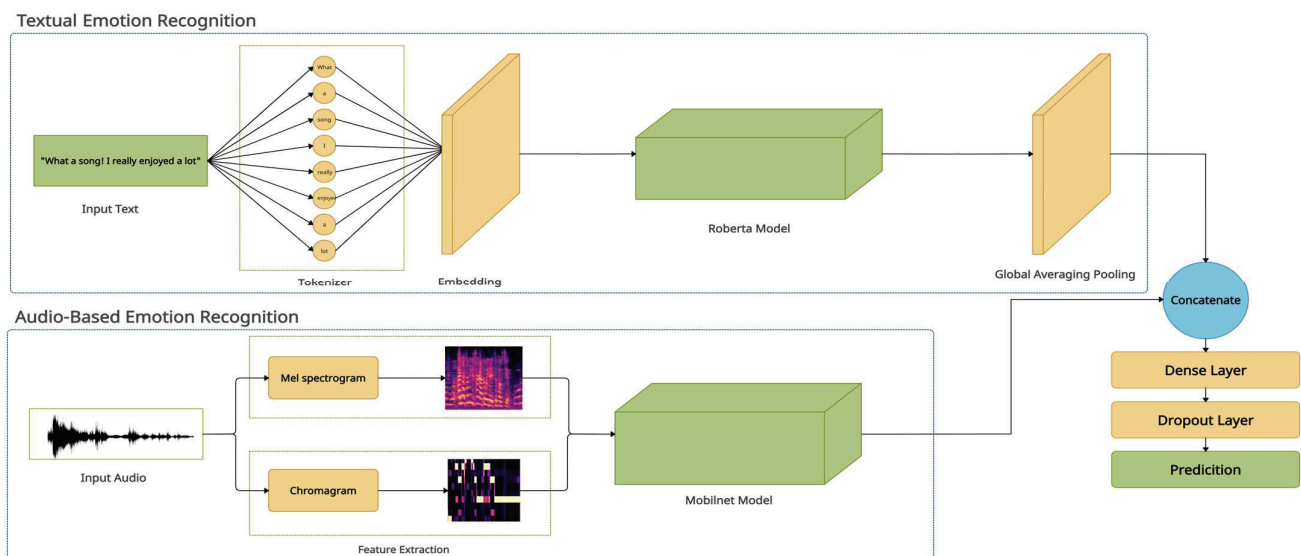 Textual Emotion Recognition
"What a song! I really enjoyed a lot"
Input Text
What
a
song
I
really
enjoyed
a
lot
Tokenizer
Embedding
Roberta Model
Global Averaging Pooling
Concatenate
Dense Layer
Dropout Layer
Predicition
Audio-Based Emotion Recognition
Input Audio
Mel spectrogram
Chromagram
Feature Extraction
Mobilnet Model